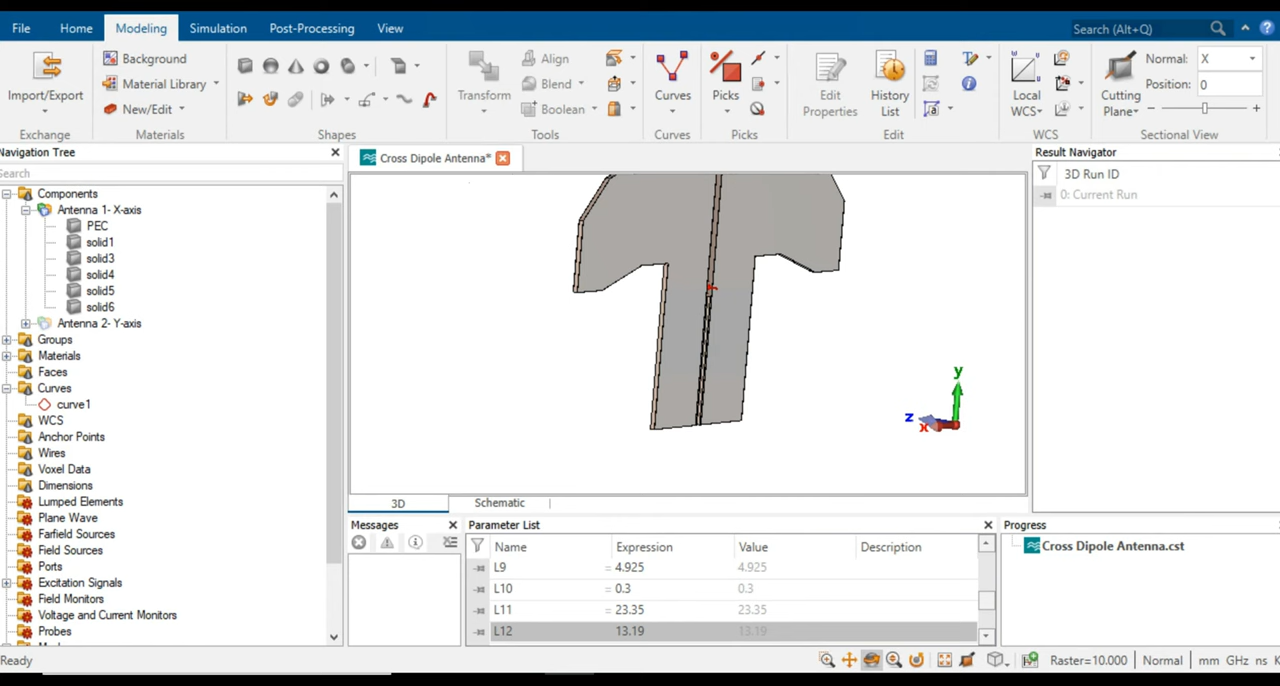 File Home Modeling Simulation Post-Processing View Search (Alt+Q)
Import/Export
Exchange
Background
Material Library
New/Edit
Materials
Shapes
Transform
Align
Blend
Boolean
Tools
Curves
Curves
Picks
Picks
Edit
Properties
History
List
Edit
Local
WCS
WCS
Cutting
Plane
Normal: X
Position: 0
Sectional View
Navigation Tree
Search
Components
Antenna 1- X-axis
PEC
solid1
solid3
solid4
solid5
solid6
Antenna 2- Y-axis
Groups
Materials
Faces
Curves
curve1
WCS
Anchor Points
Wires
Voxel Data
Dimensions
Lumped Elements
Plane Wave
Farfield Sources
Field Sources
Ports
Excitation Signals
Field Monitors
Voltage and Current Monitors
Probes
Cross Dipole Antenna*
y
z
x
3D Schematic
Result Navigator
3D Run ID
0: Current Run
Messages
Parameter List
Name Expression Value Description
L9 = 4.925 4.925
L10 = 0.3 0.3
L11 = 23.35 23.35
L12 13.19 13.19
Progress
Cross Dipole Antenna.cst
Ready
Raster=10.000 Normal mm GHz ns K